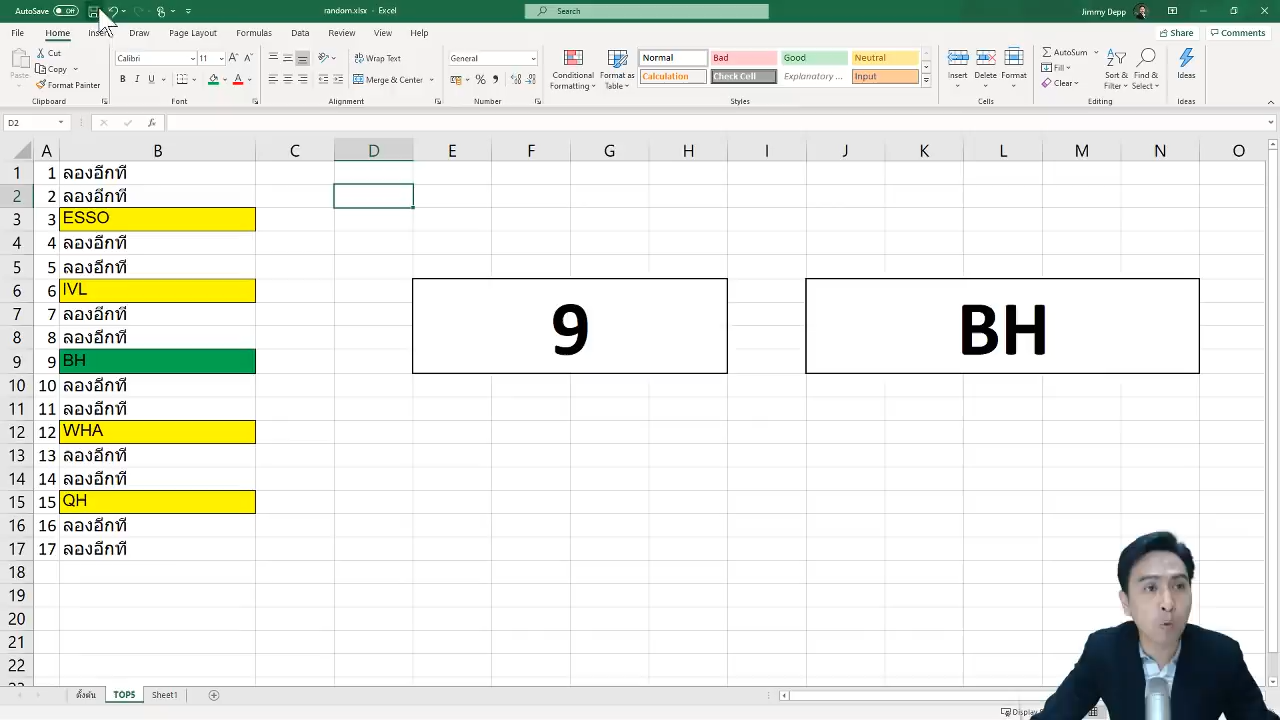 AutoSave Off random.xlsx - Excel Search Jimmy Depp
File Home Insert Draw Page Layout Formulas Data Review View Help Share Comments
Paste Cut Copy Format Painter Clipboard
Calibri 11 B I U Font
Wrap Text Merge & Center Alignment
General % Number
Conditional Formatting Format as Table
Normal Bad Good Neutral
Calculation Check Cell Explanatory ... Input
Styles
Insert Delete Format Cells
AutoSum Fill Clear Sort & Filter Find & Select Editing
Ideas Ideas
D2 fx
A B C D E F G H I J K L M N O
1 1 ลองอีกที
2 2 ลองอีกที
3 3 ESSO
4 4 ลองอีกที
5 5 ลองอีกที
6 6 IVL
7 7 ลองอีกที
8 8 ลองอีกที
9 9 BH
9 BH
10 10 ลองอีกที
11 11 ลองอีกที
12 12 WHA
13 13 ลองอีกที
14 14 ลองอีกที
15 15 QH
16 16 ลองอีกที
17 17 ลองอีกที
18
19
20
21
22
ตั้งต้น TOP5 Sheet1